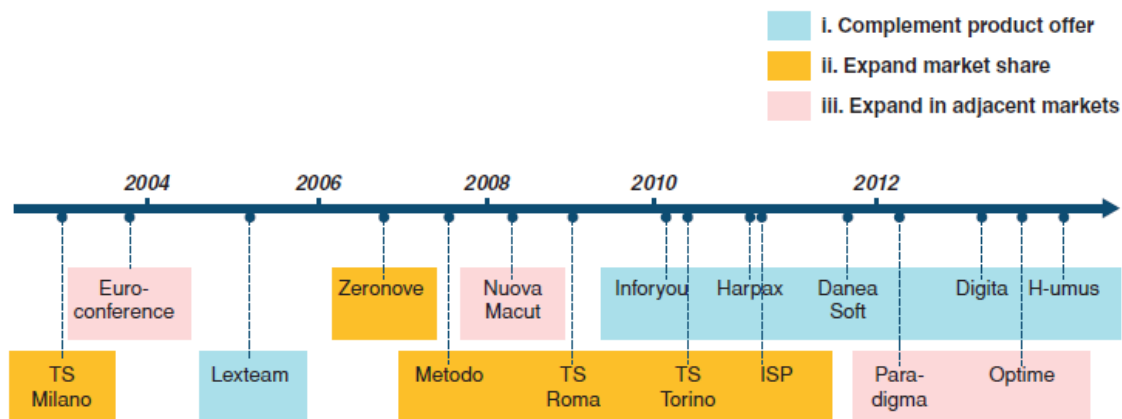 i. Complement product offer
ii. Expand market share
iii. Expand in adjacent markets
2004 2006 2008 2010 2012
Euro-
conference
Zeronove
Nuova
Macut
Inforyou
Harpax
Danea
Soft
Digita
H-umus
TS
Milano
Lexteam
Metodo
TS
Roma
TS
Torino
ISP
Para-
digma
Optime